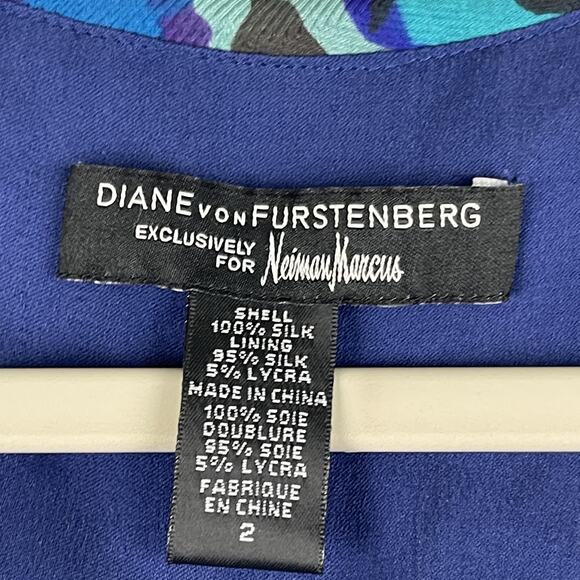 DIANE VON FURSTENBERG
EXCLUSIVELY
FOR Neiman Marcus
SHELL
100% SILK
LINING
95% SILK
5% LYCRA
MADE IN CHINA
100% SOIE
DOUBLURE
95% SOIE
5% LYCRA
FABRIQUE
EN CHINE
2